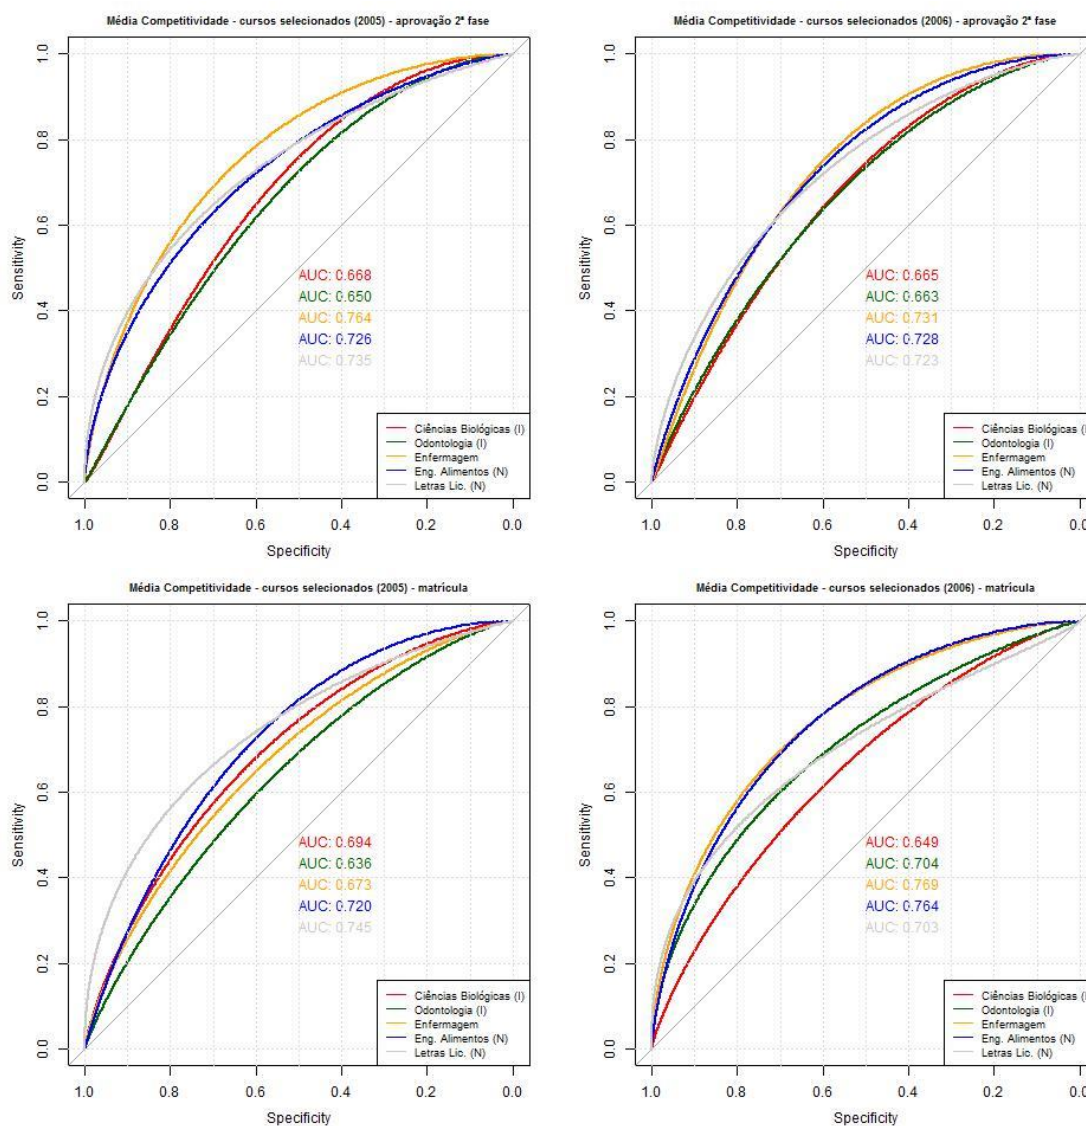 Média Competitividade - cursos selecionados (2005) - aprovação 2ª fase
Sensitivity
1.0
0.8
0.6
0.4
0.2
0.0
AUC: 0.668
AUC: 0.650
AUC: 0.764
AUC: 0.726
AUC: 0.735
Ciências Biológicas (I)
Odontologia (I)
Enfermagem
Eng. Alimentos (N)
Letras Lic. (N)
1.0 0.8 0.6 0.4 0.2 0.0
Specificity
Média Competitividade - cursos selecionados (2006) - aprovação 2ª fase
Sensitivity
1.0
0.8
0.6
0.4
0.2
0.0
AUC: 0.665
AUC: 0.663
AUC: 0.731
AUC: 0.728
AUC: 0.723
Ciências Biológicas (I
Odontologia (I)
Enfermagem
Eng. Alimentos (N)
Letras Lic. (N)
1.0 0.8 0.6 0.4 0.2 0.0
Specificity
Média Competitividade - cursos selecionados (2005) - matrícula
Sensitivity
1.0
0.8
0.6
0.4
0.2
0.0
AUC: 0.694
AUC: 0.636
AUC: 0.673
AUC: 0.720
AUC: 0.745
Ciências Biológicas (I)
Odontologia (I)
Enfermagem
Eng. Alimentos (N)
Letras Lic. (N)
1.0 0.8 0.6 0.4 0.2 0.0
Specificity
Média Competitividade - cursos selecionados (2006) - matrícula
Sensitivity
1.0
0.8
0.6
0.4
0.2
0.0
AUC: 0.649
AUC: 0.704
AUC: 0.769
AUC: 0.764
AUC: 0.703
Ciências Biológicas (I
Odontologia (I)
Enfermagem
Eng. Alimentos (N)
Letras Lic. (N)
1.0 0.8 0.6 0.4 0.2 0.0
Specificity